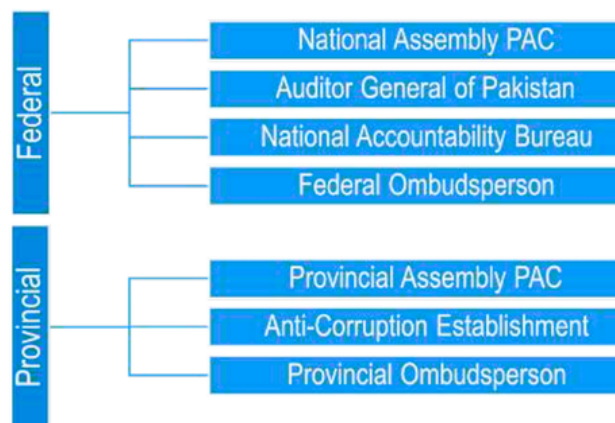 Federal
National Assembly PAC
Auditor General of Pakistan
National Accountability Bureau
Federal Ombudsperson
Provincial
Provincial Assembly PAC
Anti-Corruption Establishment
Provincial Ombudsperson